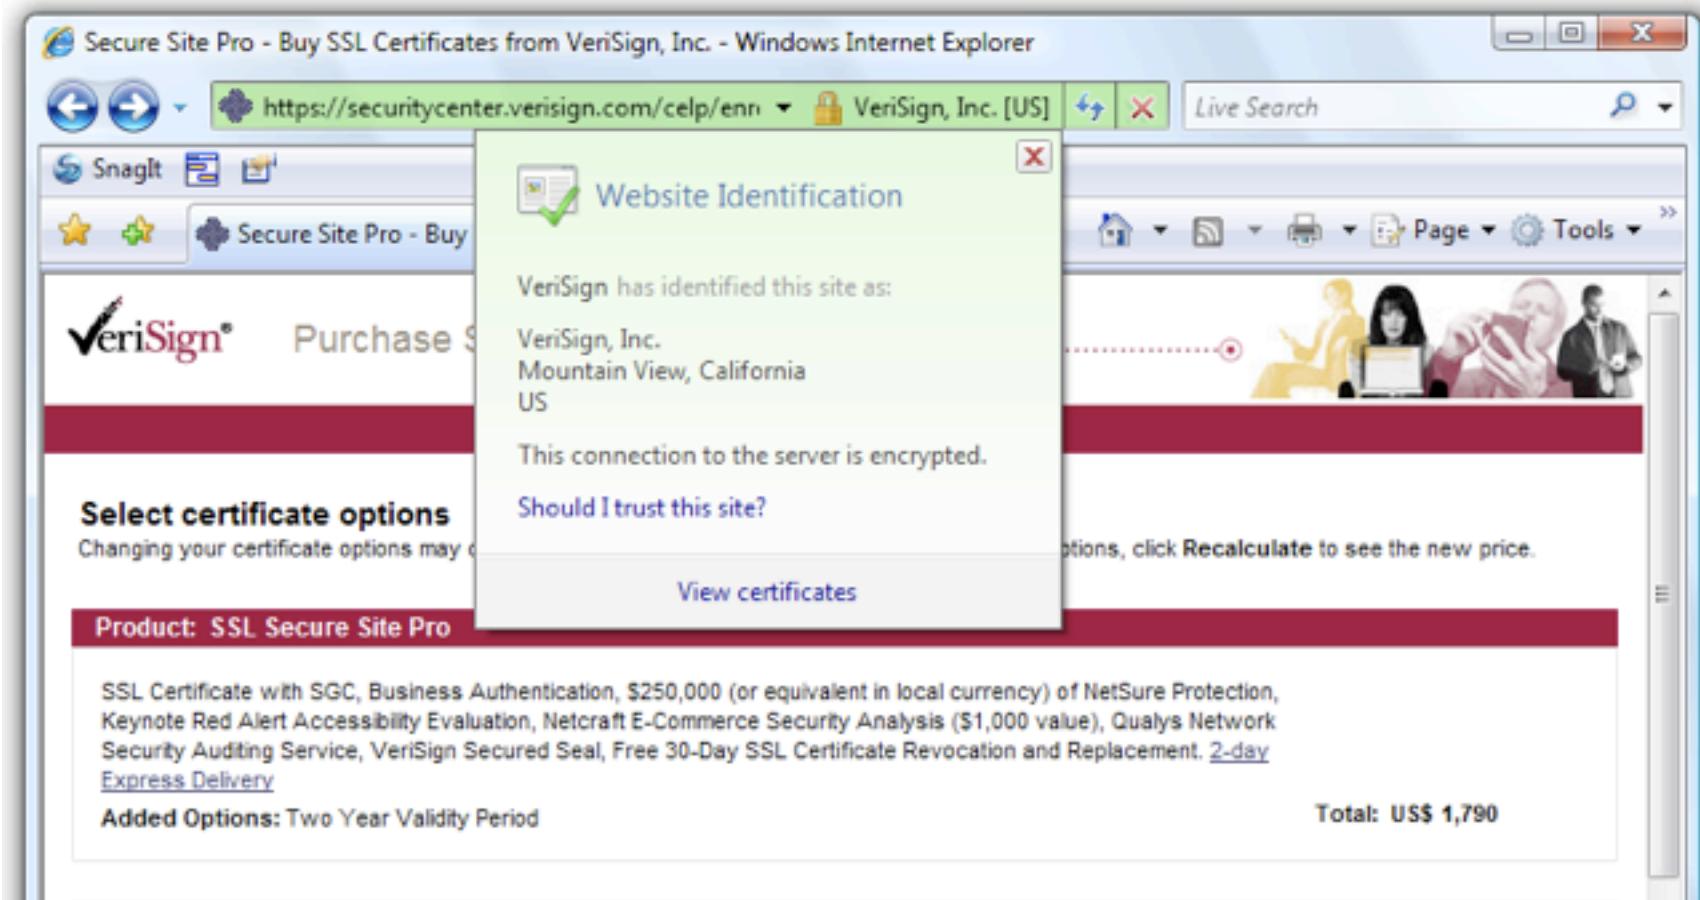 Secure Site Pro - Buy SSL Certificates from VeriSign, Inc. - Windows Internet Explorer
https://securitycenter.verisign.com/celp/enr VeriSign, Inc. [US] Live Search
SnagIt
Secure Site Pro - Buy Page Tools
Website Identification
VeriSign has identified this site as:
VeriSign, Inc.
Mountain View, California
US
This connection to the server is encrypted.
Should I trust this site?
View certificates
VeriSign® Purchase S
Select certificate options
Changing your certificate options may ptions, click Recalculate to see the new price.
Product: SSL Secure Site Pro
SSL Certificate with SGC, Business Authentication, $250,000 (or equivalent in local currency) of NetSure Protection,
Keynote Red Alert Accessibility Evaluation, Netcraft E-Commerce Security Analysis ($1,000 value), Qualys Network
Security Auditing Service, VeriSign Secured Seal, Free 30-Day SSL Certificate Revocation and Replacement. 2-day
Express Delivery
Added Options: Two Year Validity Period Total: US$ 1,790